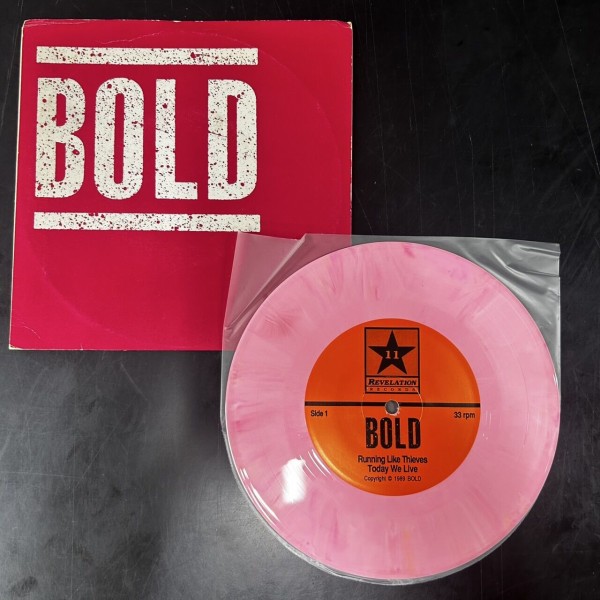 BOLD
11
REVELATION
RECORDS
Side 1
33 rpm
BOLD
Running Like Thieves
Today We Live
Copyright © 1989 BOLD